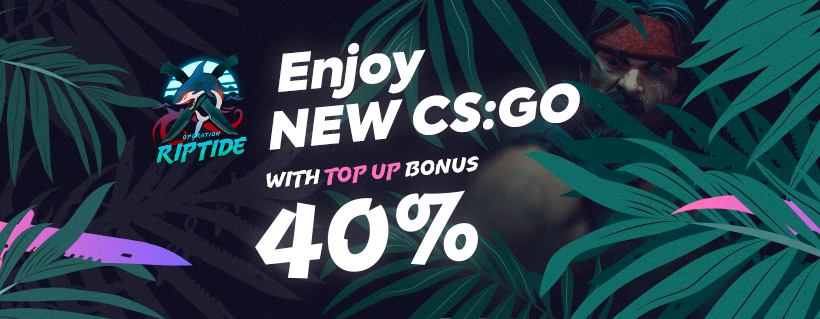 OPERATION
RIPTIDE
Enjoy
NEW CS:GO
WITH TOP UP BONUS
40%